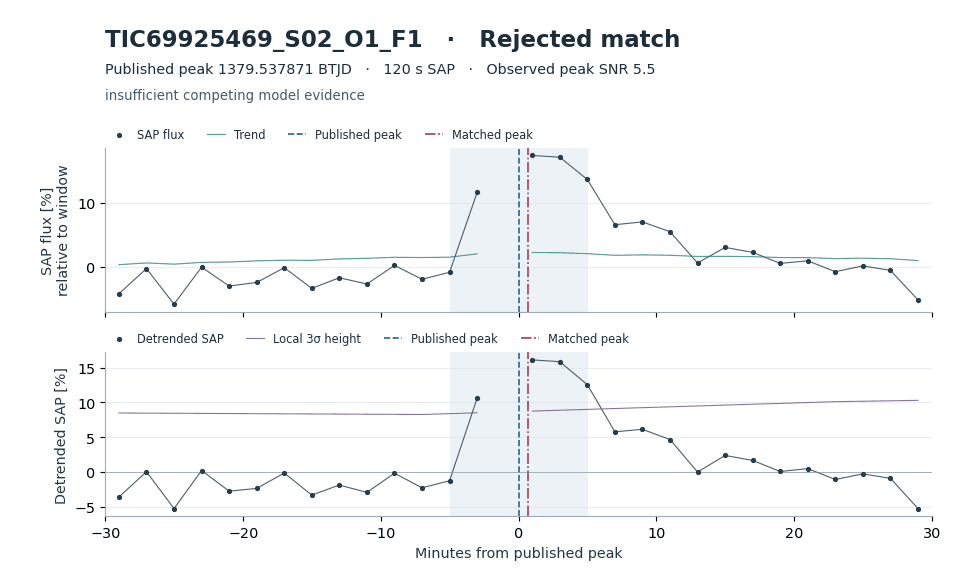 TIC69925469_S02_O1_F1 · Rejected match
Published peak 1379.537871 BTJD · 120 s SAP · Observed peak SNR 5.5
insufficient competing model evidence
SAP flux Trend Published peak Matched peak
SAP flux [%]
relative to window
10
0
Detrended SAP Local 3σ height Published peak Matched peak
Detrended SAP [%]
15
10
5
0
−5
−30 −20 −10 0 10 20 30
Minutes from published peak